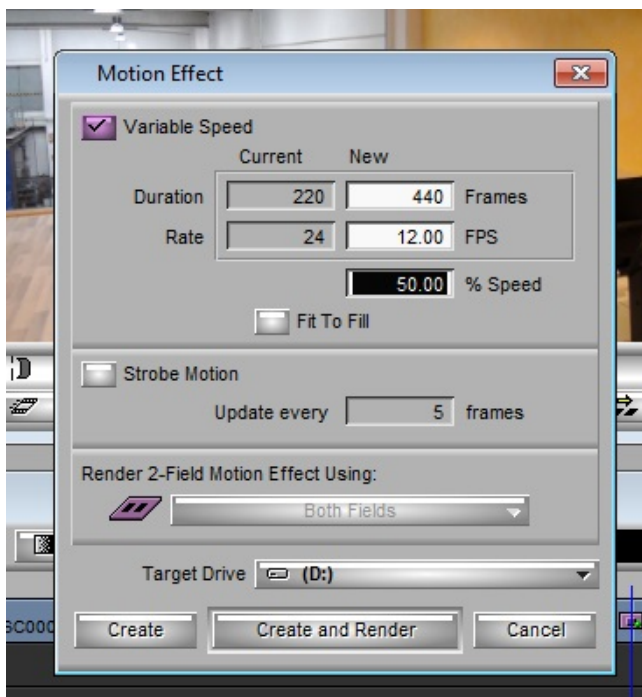 Motion Effect
Variable Speed
Current New
Duration 220 440 Frames
Rate 24 12.00 FPS
50.00 % Speed
Fit To Fill
Strobe Motion
Update every 5 frames
Render 2-Field Motion Effect Using:
Both Fields
Target Drive (D:)
SC000
Create Create and Render Cancel